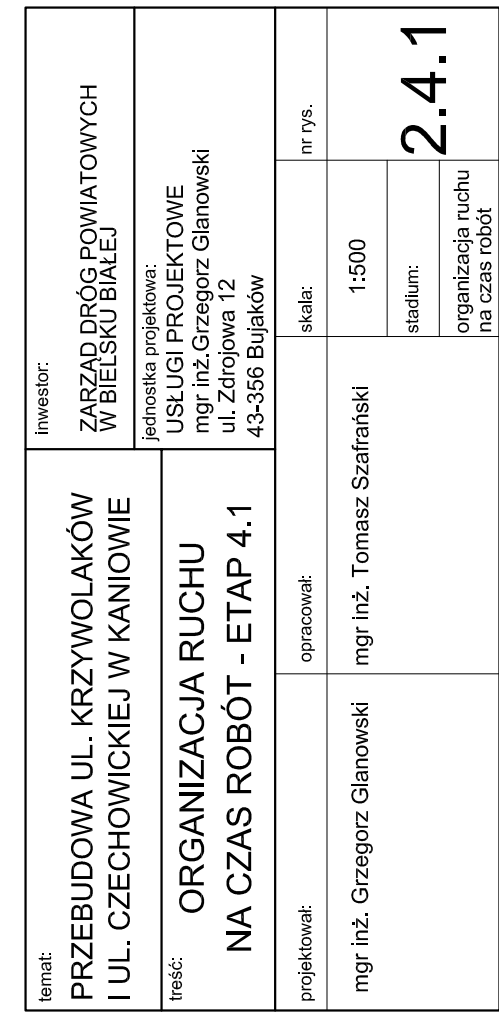 temat:
PRZEBUDOWA UL. KRZYWOLAKÓW
I UL. CZECHOWICKIEJ W KANIOWIE
inwestor:
ZARZĄD DRÓG POWIATOWYCH
W BIELSKU BIAŁEJ
treść:
ORGANIZACJA RUCHU
NA CZAS ROBÓT - ETAP 4.1
jednostka projektowa:
USŁUGI PROJEKTOWE
mgr inż.Grzegorz Glanowski
ul. Zdrojowa 12
43-356 Bujaków
projektował:
mgr inż. Grzegorz Glanowski
opracował:
mgr inż. Tomasz Szafrański
skala:
1:500
stadium:
organizacja ruchu
na czas robót
nr rys.
2.4.1